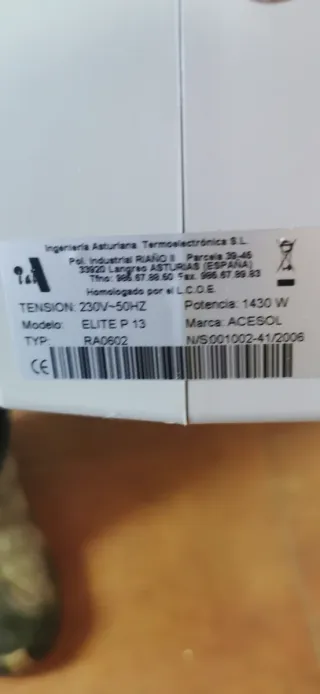 Ingenieria Asturiana Termoelectrónica S.L.
Pol. Industrial RIAÑO II Parcela 39-46
33920 Langreo ASTURIAS (ESPAÑA)
Tfno: 985.67.88.50 Fax. 985.67.89.83
Homologado por el L.C.O.E.
TENSION: 230V~50HZ Potencia: 1430 W
Modelo: ELITE P 13 Marca: ACESOL
TYP: RA0602 N/S:001002-41/2006
CE